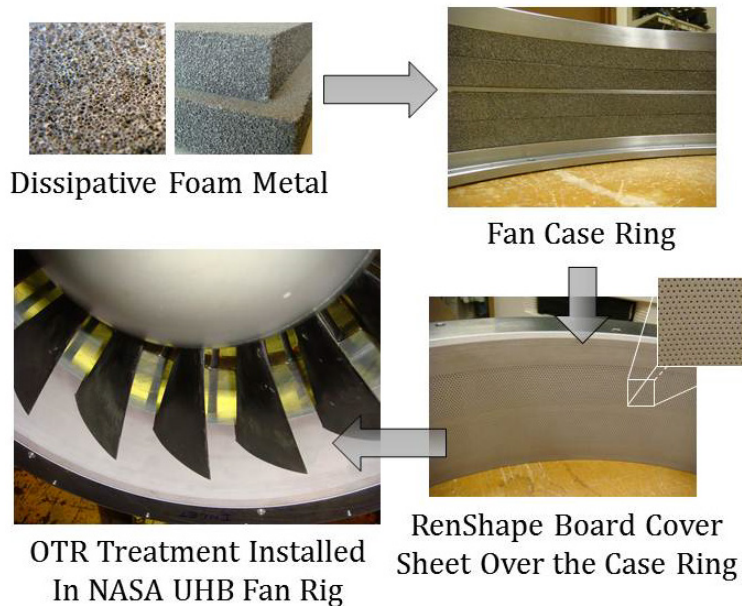 Dissipative Foam Metal
Fan Case Ring
RenShape Board Cover
Sheet Over the Case Ring
OTR Treatment Installed
In NASA UHB Fan Rig